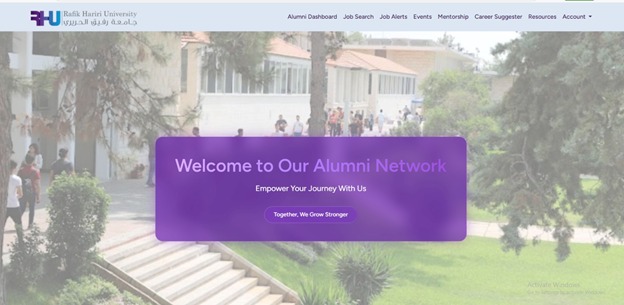 RHU Rafik Hariri University
جامعة رفيق الحريري
Alumni Dashboard Job Search Job Alerts Events Mentorship Career Suggester Resources Account
Welcome to Our Alumni Network
Empower Your Journey With Us
Together, We Grow Stronger
Activate Windows